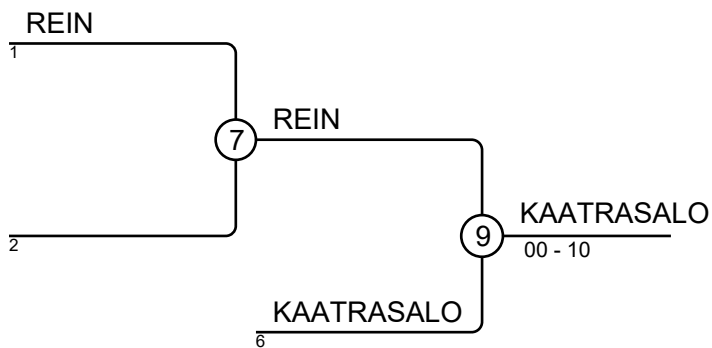 REIN
1
7
REIN
2
9
KAATRASALO
00 - 10
KAATRASALO
6